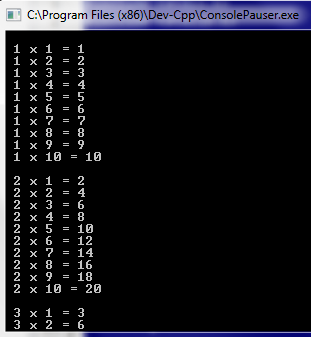 C:\Program Files (x86)\Dev-Cpp\ConsolePauser.exe
1 x 1 = 1
1 x 2 = 2
1 x 3 = 3
1 x 4 = 4
1 x 5 = 5
1 x 6 = 6
1 x 7 = 7
1 x 8 = 8
1 x 9 = 9
1 x 10 = 10
2 x 1 = 2
2 x 2 = 4
2 x 3 = 6
2 x 4 = 8
2 x 5 = 10
2 x 6 = 12
2 x 7 = 14
2 x 8 = 16
2 x 9 = 18
2 x 10 = 20
3 x 1 = 3
3 x 2 = 6